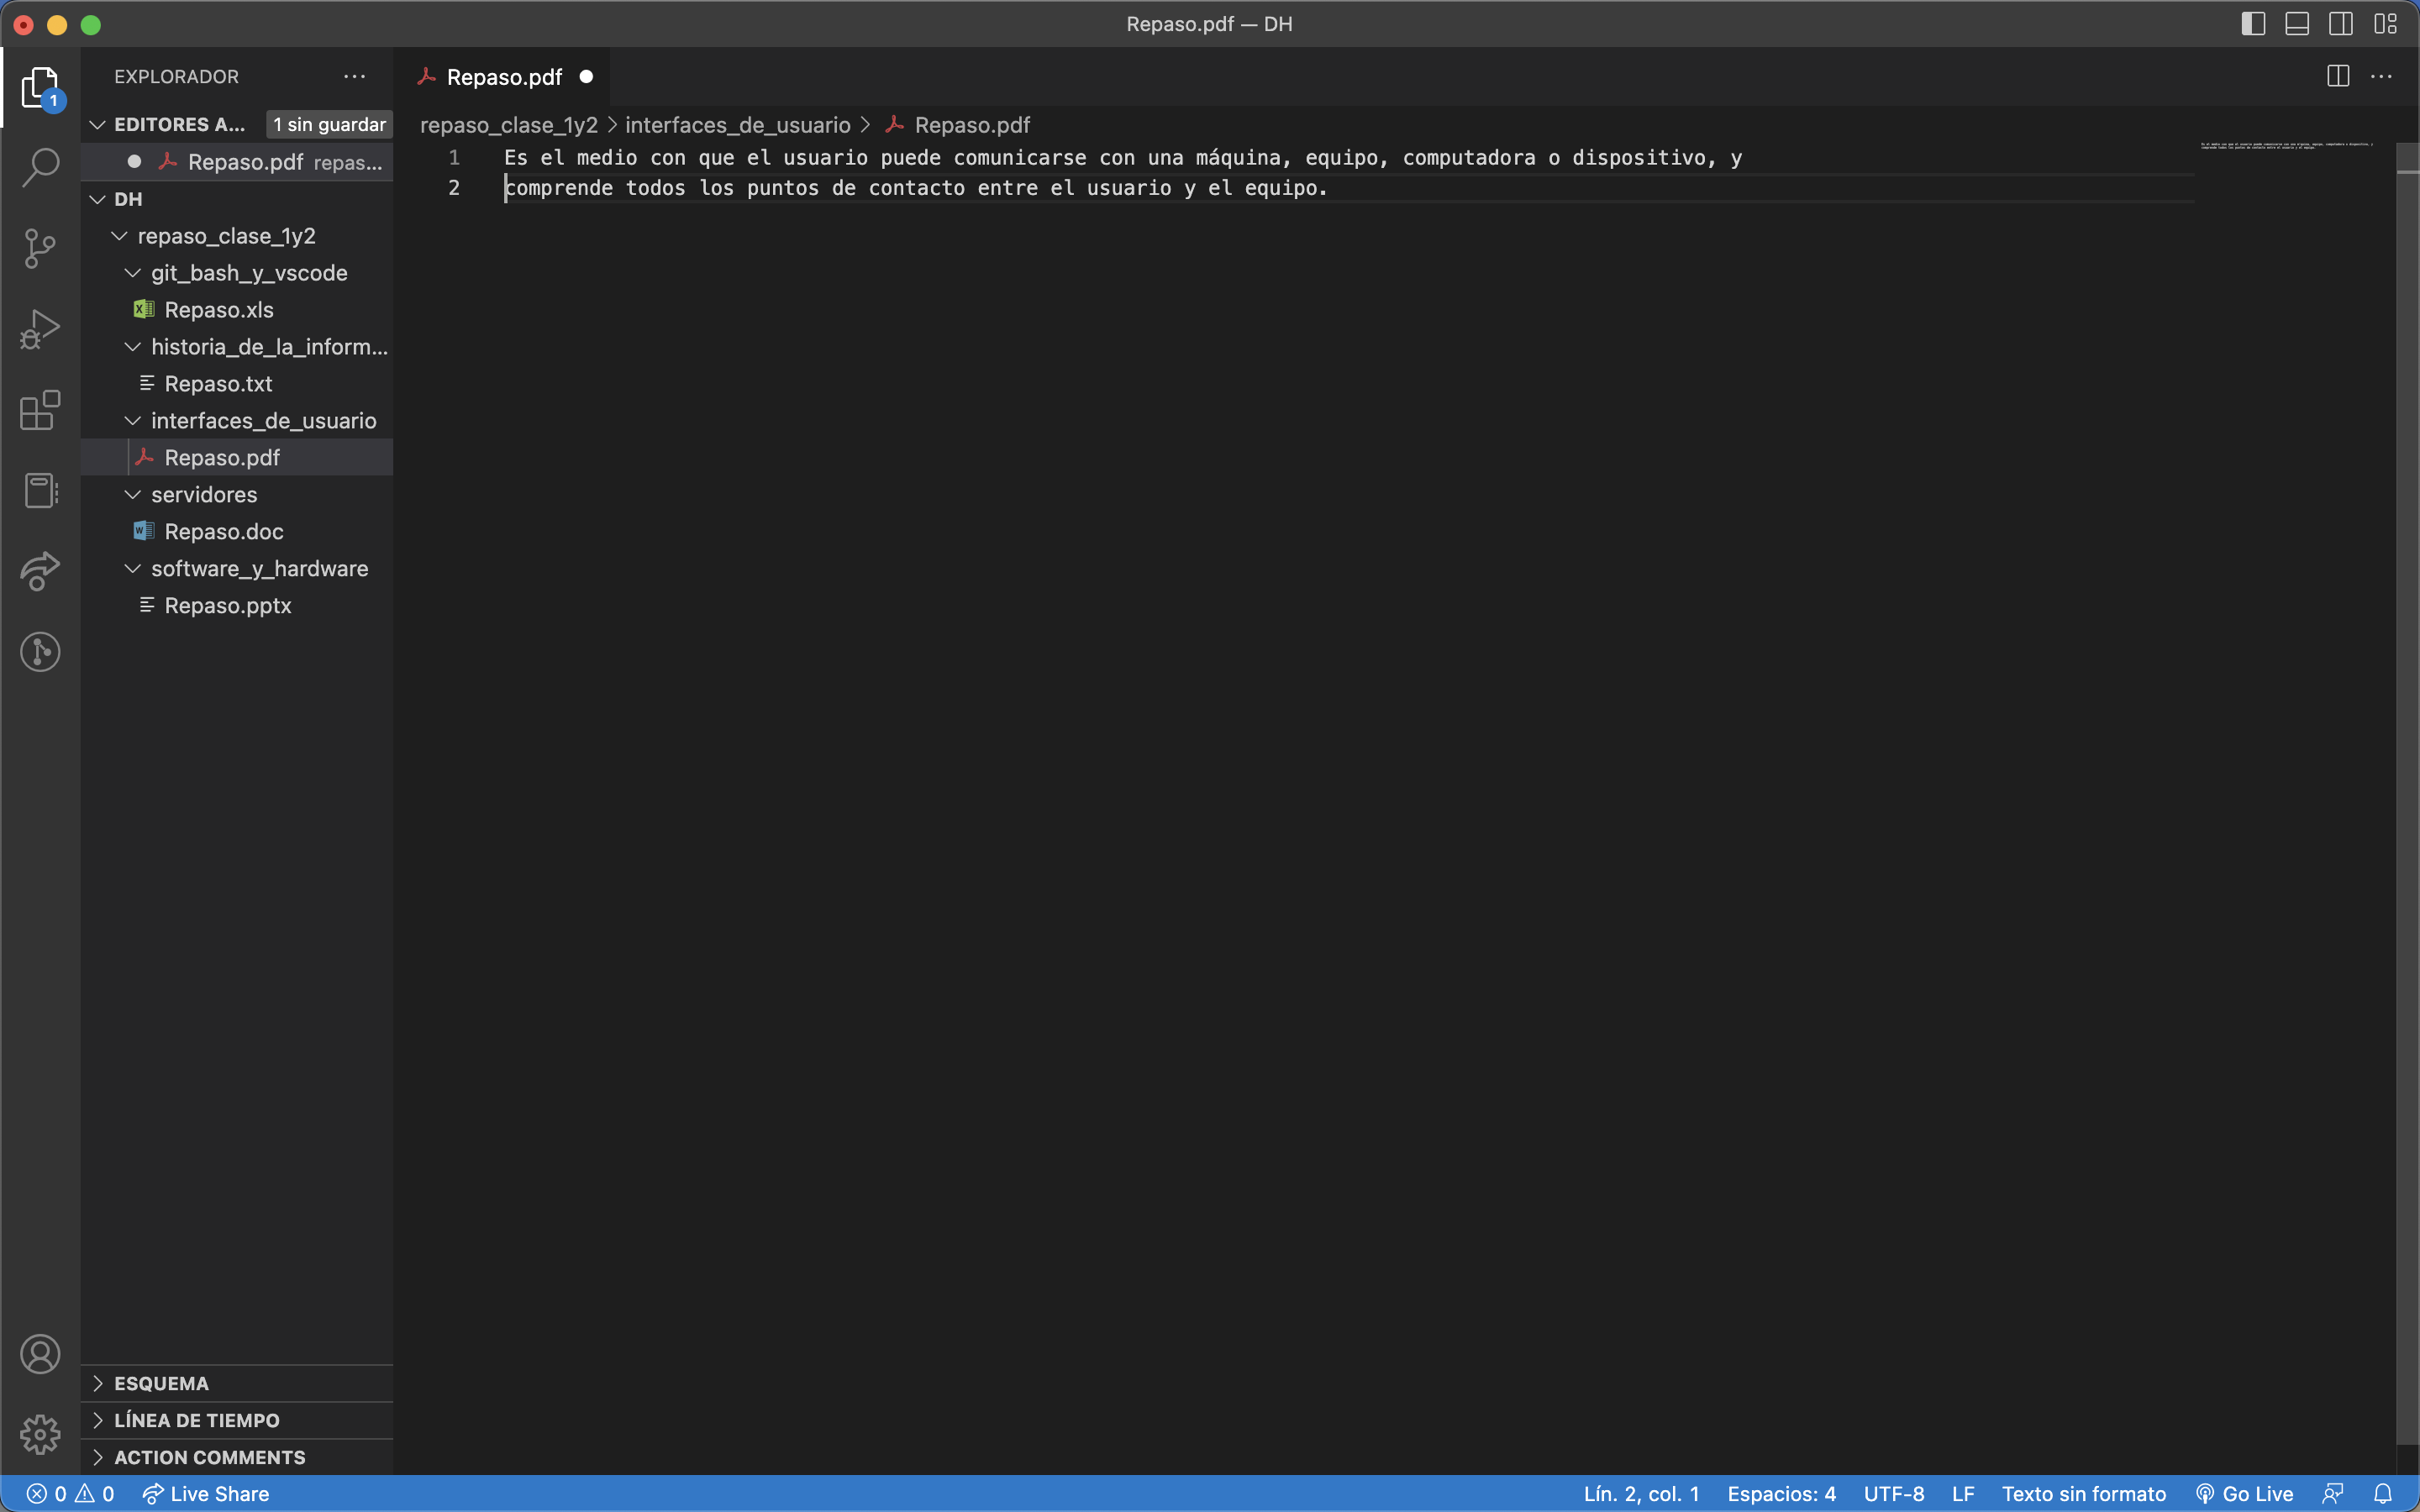 Repaso.pdf — DH
EXPLORADOR
EDITORES A... 1 sin guardar
Repaso.pdf repas...
DH
repaso_clase_1y2
git_bash_y_vscode
Repaso.xls
historia_de_la_inform...
Repaso.txt
interfaces_de_usuario
Repaso.pdf
servidores
Repaso.doc
software_y_hardware
Repaso.pptx
ESQUEMA
LÍNEA DE TIEMPO
ACTION COMMENTS
1
Repaso.pdf
repaso_clase_1y2 > interfaces_de_usuario > Repaso.pdf
1 Es el medio con que el usuario puede comunicarse con una máquina, equipo, computadora o dispositivo, y
2 comprende todos los puntos de contacto entre el usuario y el equipo.
0 0 Live Share Lín. 2, col. 1 Espacios: 4 UTF-8 LF Texto sin formato Go Live